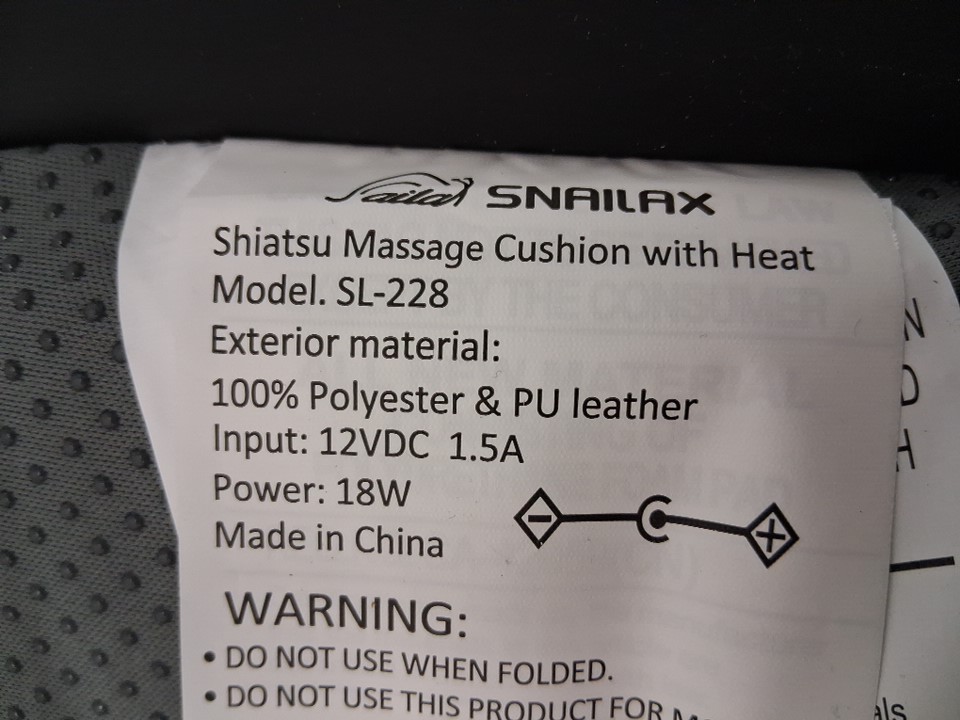 Snailax SNAILAX
Shiatsu Massage Cushion with Heat
Model. SL-228
Exterior material:
100% Polyester & PU leather
Input: 12VDC 1.5A
Power: 18W
Made in China
WARNING:
• DO NOT USE WHEN FOLDED.
• DO NOT USE THIS PRODUCT FOR